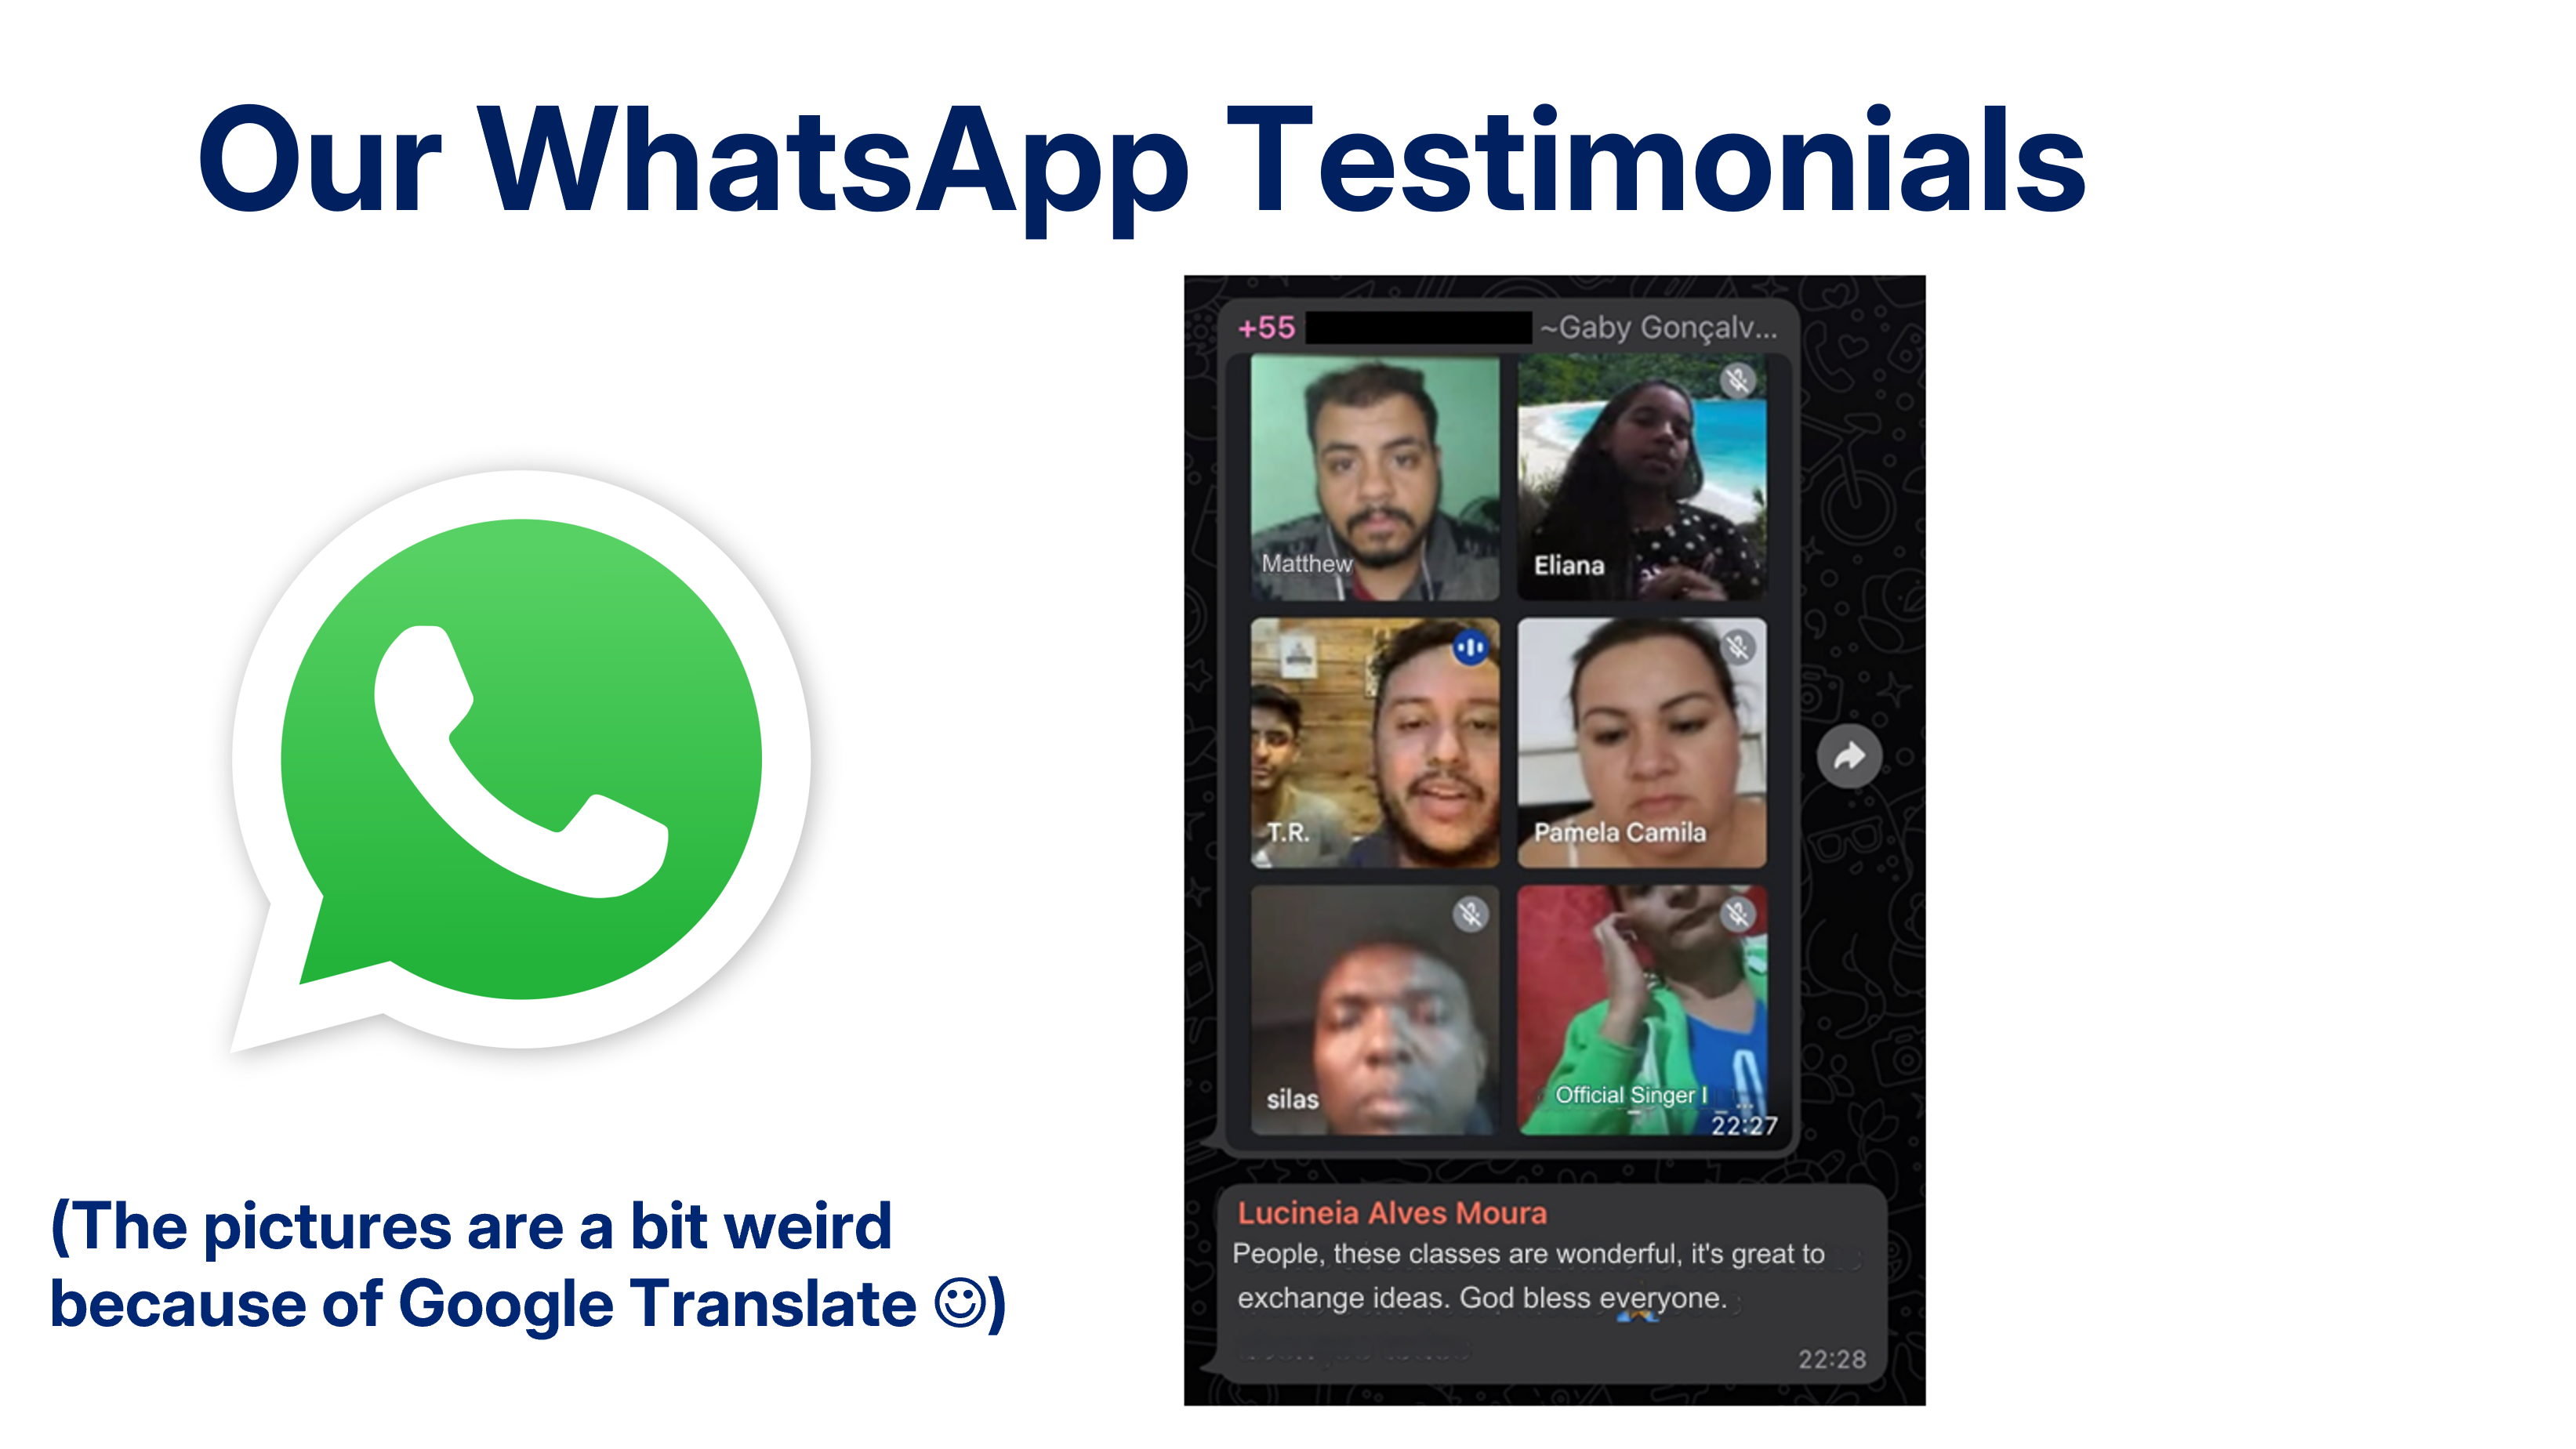 Our WhatsApp Testimonials
+55 ~Gaby Gonçalv...
Matthew
Eliana
T.R.
Pamela Camila
silas
Official Singer I
22:27
(The pictures are a bit weird
because of Google Translate ☺)
Lucineia Alves Moura
People, these classes are wonderful, it's great to
exchange ideas. God bless everyone.
22:28